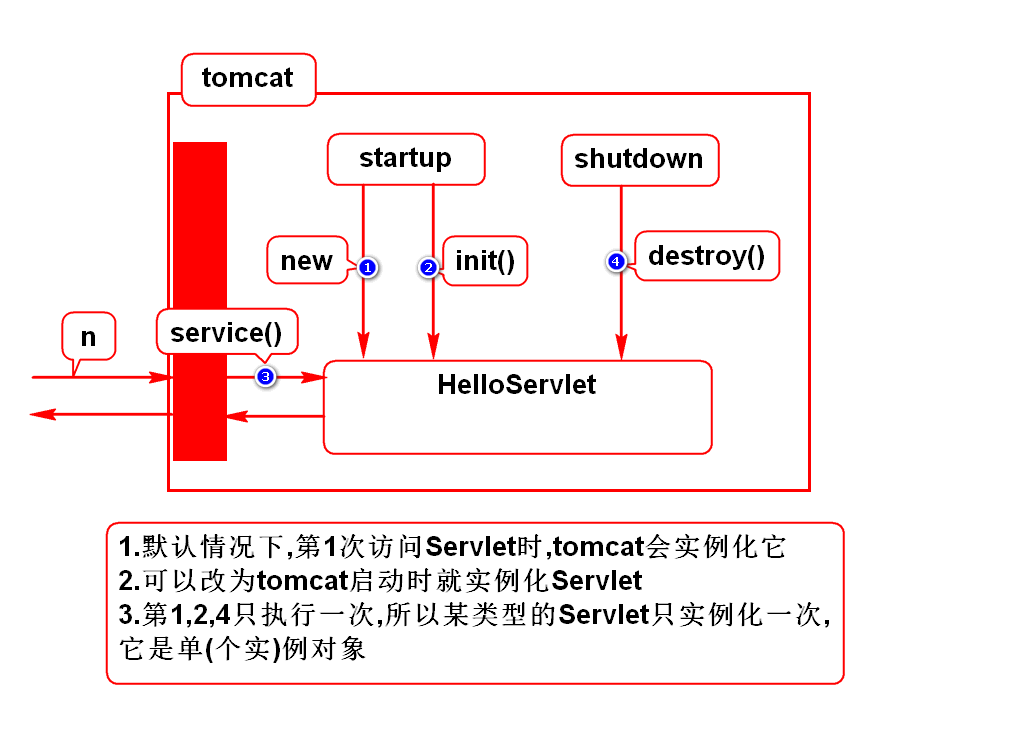 tomcat
startup
shutdown
new
1
2
init()
4
destroy()
n
service()
3
HelloServlet
1.默认情况下,第1次访问Servlet时,tomcat会实例化它
2.可以改为tomcat启动时就实例化Servlet
3.第1,2,4只执行一次,所以某类型的Servlet只实例化一次,
它是单(个实)例对象